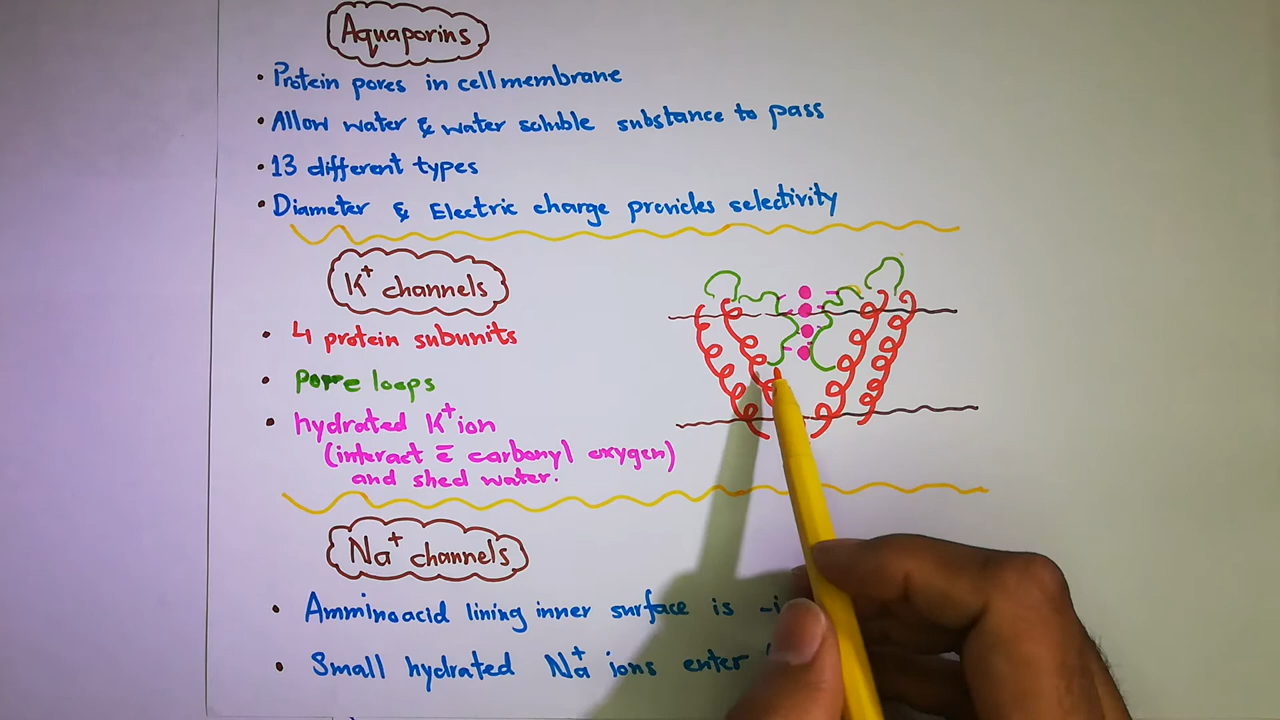 Aquaporins
• Protein pores in cell membrane
• Allow water & water soluble substance to pass
• 13 different types
• Diameter & Electric charge provides selectivity
K⁺ channels
• 4 protein subunits
• Pore loops
• hydrated K⁺ ion
(interact c̅ carbonyl oxygen)
and shed water.
Na⁺ channels
• Amminoacid lining inner surface is -
• Small hydrated Na⁺ ions enter